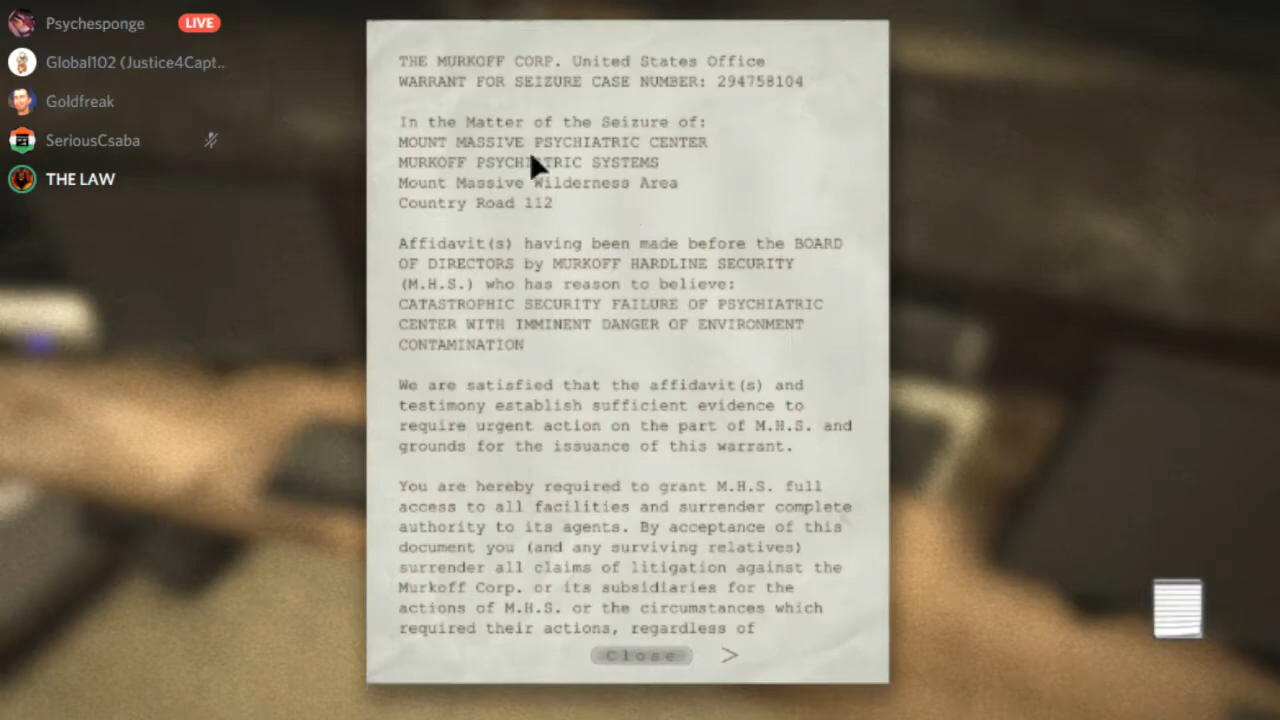 Psychesponge LIVE
Global102 (Justice4Capt...
Goldfreak
SeriousCsaba
THE LAW
THE MURKOFF CORP. United States Office
WARRANT FOR SEIZURE CASE NUMBER: 294758104
In the Matter of the Seizure of:
MOUNT MASSIVE PSYCHIATRIC CENTER
MURKOFF PSYCHIATRIC SYSTEMS
Mount Massive Wilderness Area
Country Road 112
Affidavit(s) having been made before the BOARD
OF DIRECTORS by MURKOFF HARDLINE SECURITY
(M.H.S.) who has reason to believe:
CATASTROPHIC SECURITY FAILURE OF PSYCHIATRIC
CENTER WITH IMMINENT DANGER OF ENVIRONMENT
CONTAMINATION
We are satisfied that the affidavit(s) and
testimony establish sufficient evidence to
require urgent action on the part of M.H.S. and
grounds for the issuance of this warrant.
You are hereby required to grant M.H.S. full
access to all facilities and surrender complete
authority to its agents. By acceptance of this
document you (and any surviving relatives)
surrender all claims of litigation against the
Murkoff Corp. or its subsidiaries for the
actions of M.H.S. or the circumstances which
required their actions, regardless of
Close >